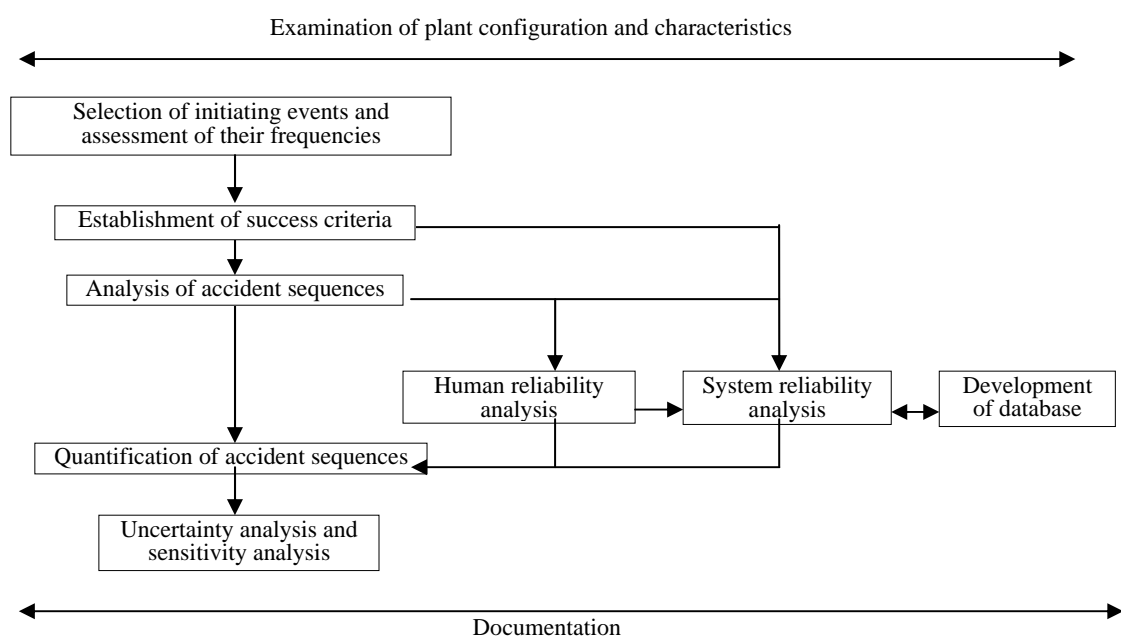 Examination of plant configuration and characteristics
Selection of initiating events and
assessment of their frequencies
Establishment of success criteria
Analysis of accident sequences
Human reliability
analysis
System reliability
analysis
Development
of database
Quantification of accident sequences
Uncertainty analysis and
sensitivity analysis
Documentation